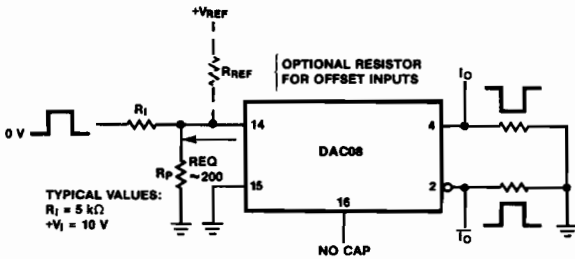 +VREF
RREF
OPTIONAL RESISTOR
FOR OFFSET INPUTS
0 V
RI
14
4
IO
DAC08
RP
REQ
~200
15
2
16
IO
TYPICAL VALUES:
RI = 5 kΩ
+VI = 10 V
NO CAP